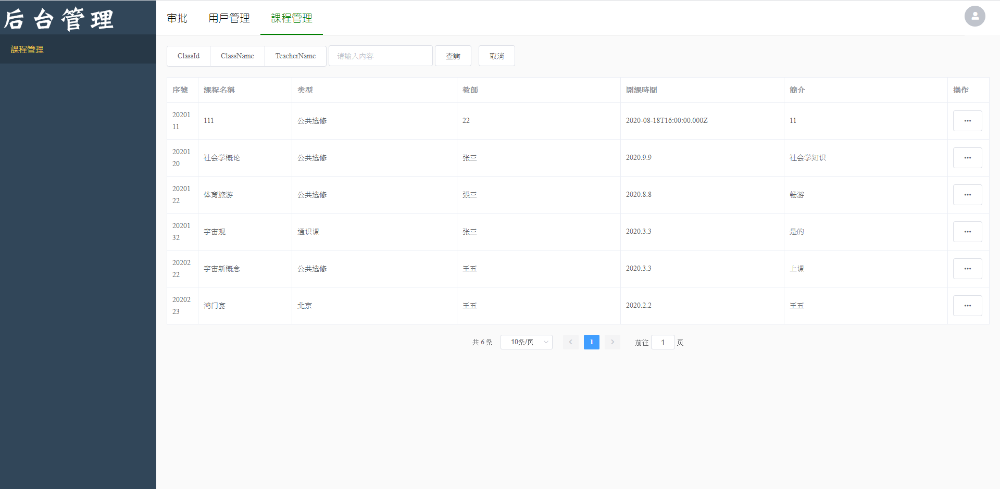 后台管理
課程管理
审批 用戶管理 課程管理
ClassId ClassName TeacherName 请输入内容 查詢 取消
序號 課程名稱 类型 教師 開課時間 簡介 操作
2020111 111 公共选修 22 2020-08-18T16:00:00.000Z 11
2020120 社会学概论 公共选修 张三 2020.9.9 社会学知识
2020122 体育旅游 公共选修 張三 2020.8.8 畅游
2020132 宇宙观 通识课 张三 2020.3.3 是的
2020222 宇宙新概念 公共选修 王五 2020.3.3 上课
2020223 鸿门宴 北京 王五 2020.2.2 王五
共 6 条 10条/页 1 前往 1 页